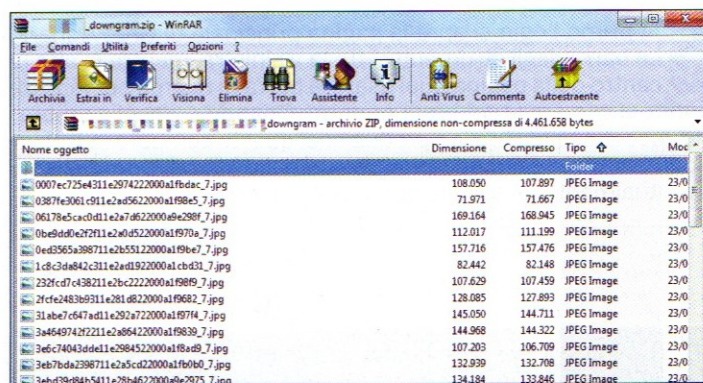 _downgram.zip - WinRAR
File Comandi Utilità Preferiti Opzioni ?
Archivia Estrai in Verifica Visiona Elimina Trova Assistente Info Anti Virus Commenta Autoestraente
downgram - archivio ZIP, dimensione non-compressa di 4.461.658 bytes
Nome oggetto Dimensione Compresso Tipo Mod
Folder
0007ec725e4311e2974222000a1fbdac_7.jpg 108.050 107.897 JPEG Image 23/0
0387fe3061c911e2ad5622000a1f98e5_7.jpg 71.971 71.667 JPEG Image 23/0
06178e5cac0d11e2a7d622000a9e298f_7.jpg 169.164 168.945 JPEG Image 23/0
0be9dd0e2f2f11e2a0d522000a1f970a_7.jpg 112.017 111.199 JPEG Image 23/0
0ed3565a398711e2b55122000a1f9be7_7.jpg 157.716 157.476 JPEG Image 23/0
1c8c3da842c311e2ad1922000a1cbd31_7.jpg 82.442 82.148 JPEG Image 23/0
232fcd7c438211e2bc2222000a1f98f9_7.jpg 107.629 107.459 JPEG Image 23/0
2fcfe2483b9311e281d822000a1f9682_7.jpg 128.085 127.893 JPEG Image 23/0
31abe7c647ad11e292a722000a1f97f4_7.jpg 145.050 144.711 JPEG Image 23/0
3a4649742f2211e2a86422000a1f9839_7.jpg 144.968 144.322 JPEG Image 23/0
3e6c74043dde11e2984522000a1f8ad9_7.jpg 107.203 106.709 JPEG Image 23/0
3eb7bda2398711e2a5cd22000a1fb0b0_7.jpg 132.939 132.708 JPEG Image 23/0
3ebd39d84b5411e28b4622000a9e2975_7.jpg 134.184 133.846 JPEG Image 23/0